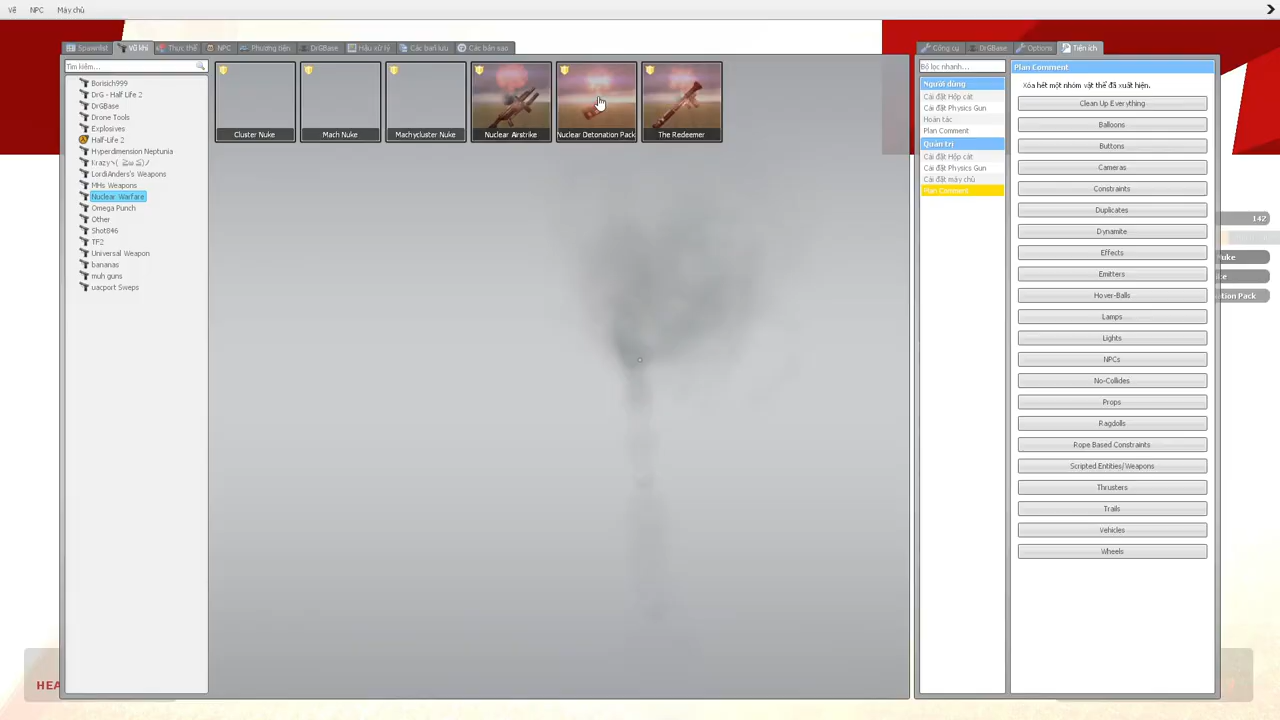 Vẽ NPC Máy chủ
Spawnlist Vũ khí Thực thể NPC Phương tiện DrGBase Hậu xử lý Các bản lưu Các bản sao
Công cụ DrGBase Options Tiện ích
Tìm kiếm...
Borisich999
DrG - Half Life 2
DrGBase
Drone Tools
Explosives
Half-Life 2
Hyperdimension Neptunia
LordiAnders's Weapons
MHs Weapons
Nuclear Warfare
Omega Punch
Other
Shot846
TF2
Universal Weapon
bananas
muh guns
uacport Sweps
Cluster Nuke
Mach Nuke
Machycluster Nuke
Nuclear Airstrike
Nuclear Detonation Pack
The Redeemer
Bộ lọc nhanh...
Người dùng
Cài đặt Hộp cát
Cài đặt Physics Gun
Hoàn tác
Plan Comment
Quản trị
Cài đặt Hộp cát
Cài đặt Physics Gun
Cài đặt máy chủ
Plan Comment
Plan Comment
Xóa hết một nhóm vật thể đã xuất hiện.
Clean Up Everything
Balloons
Buttons
Cameras
Constraints
Duplicates
Dynamite
Effects
Emitters
Hover-Balls
Lamps
Lights
NPCs
No-Collides
Props
Ragdolls
Rope Based Constraints
Scripted Entities/Weapons
Thrusters
Trails
Vehicles
Wheels
142
HEA